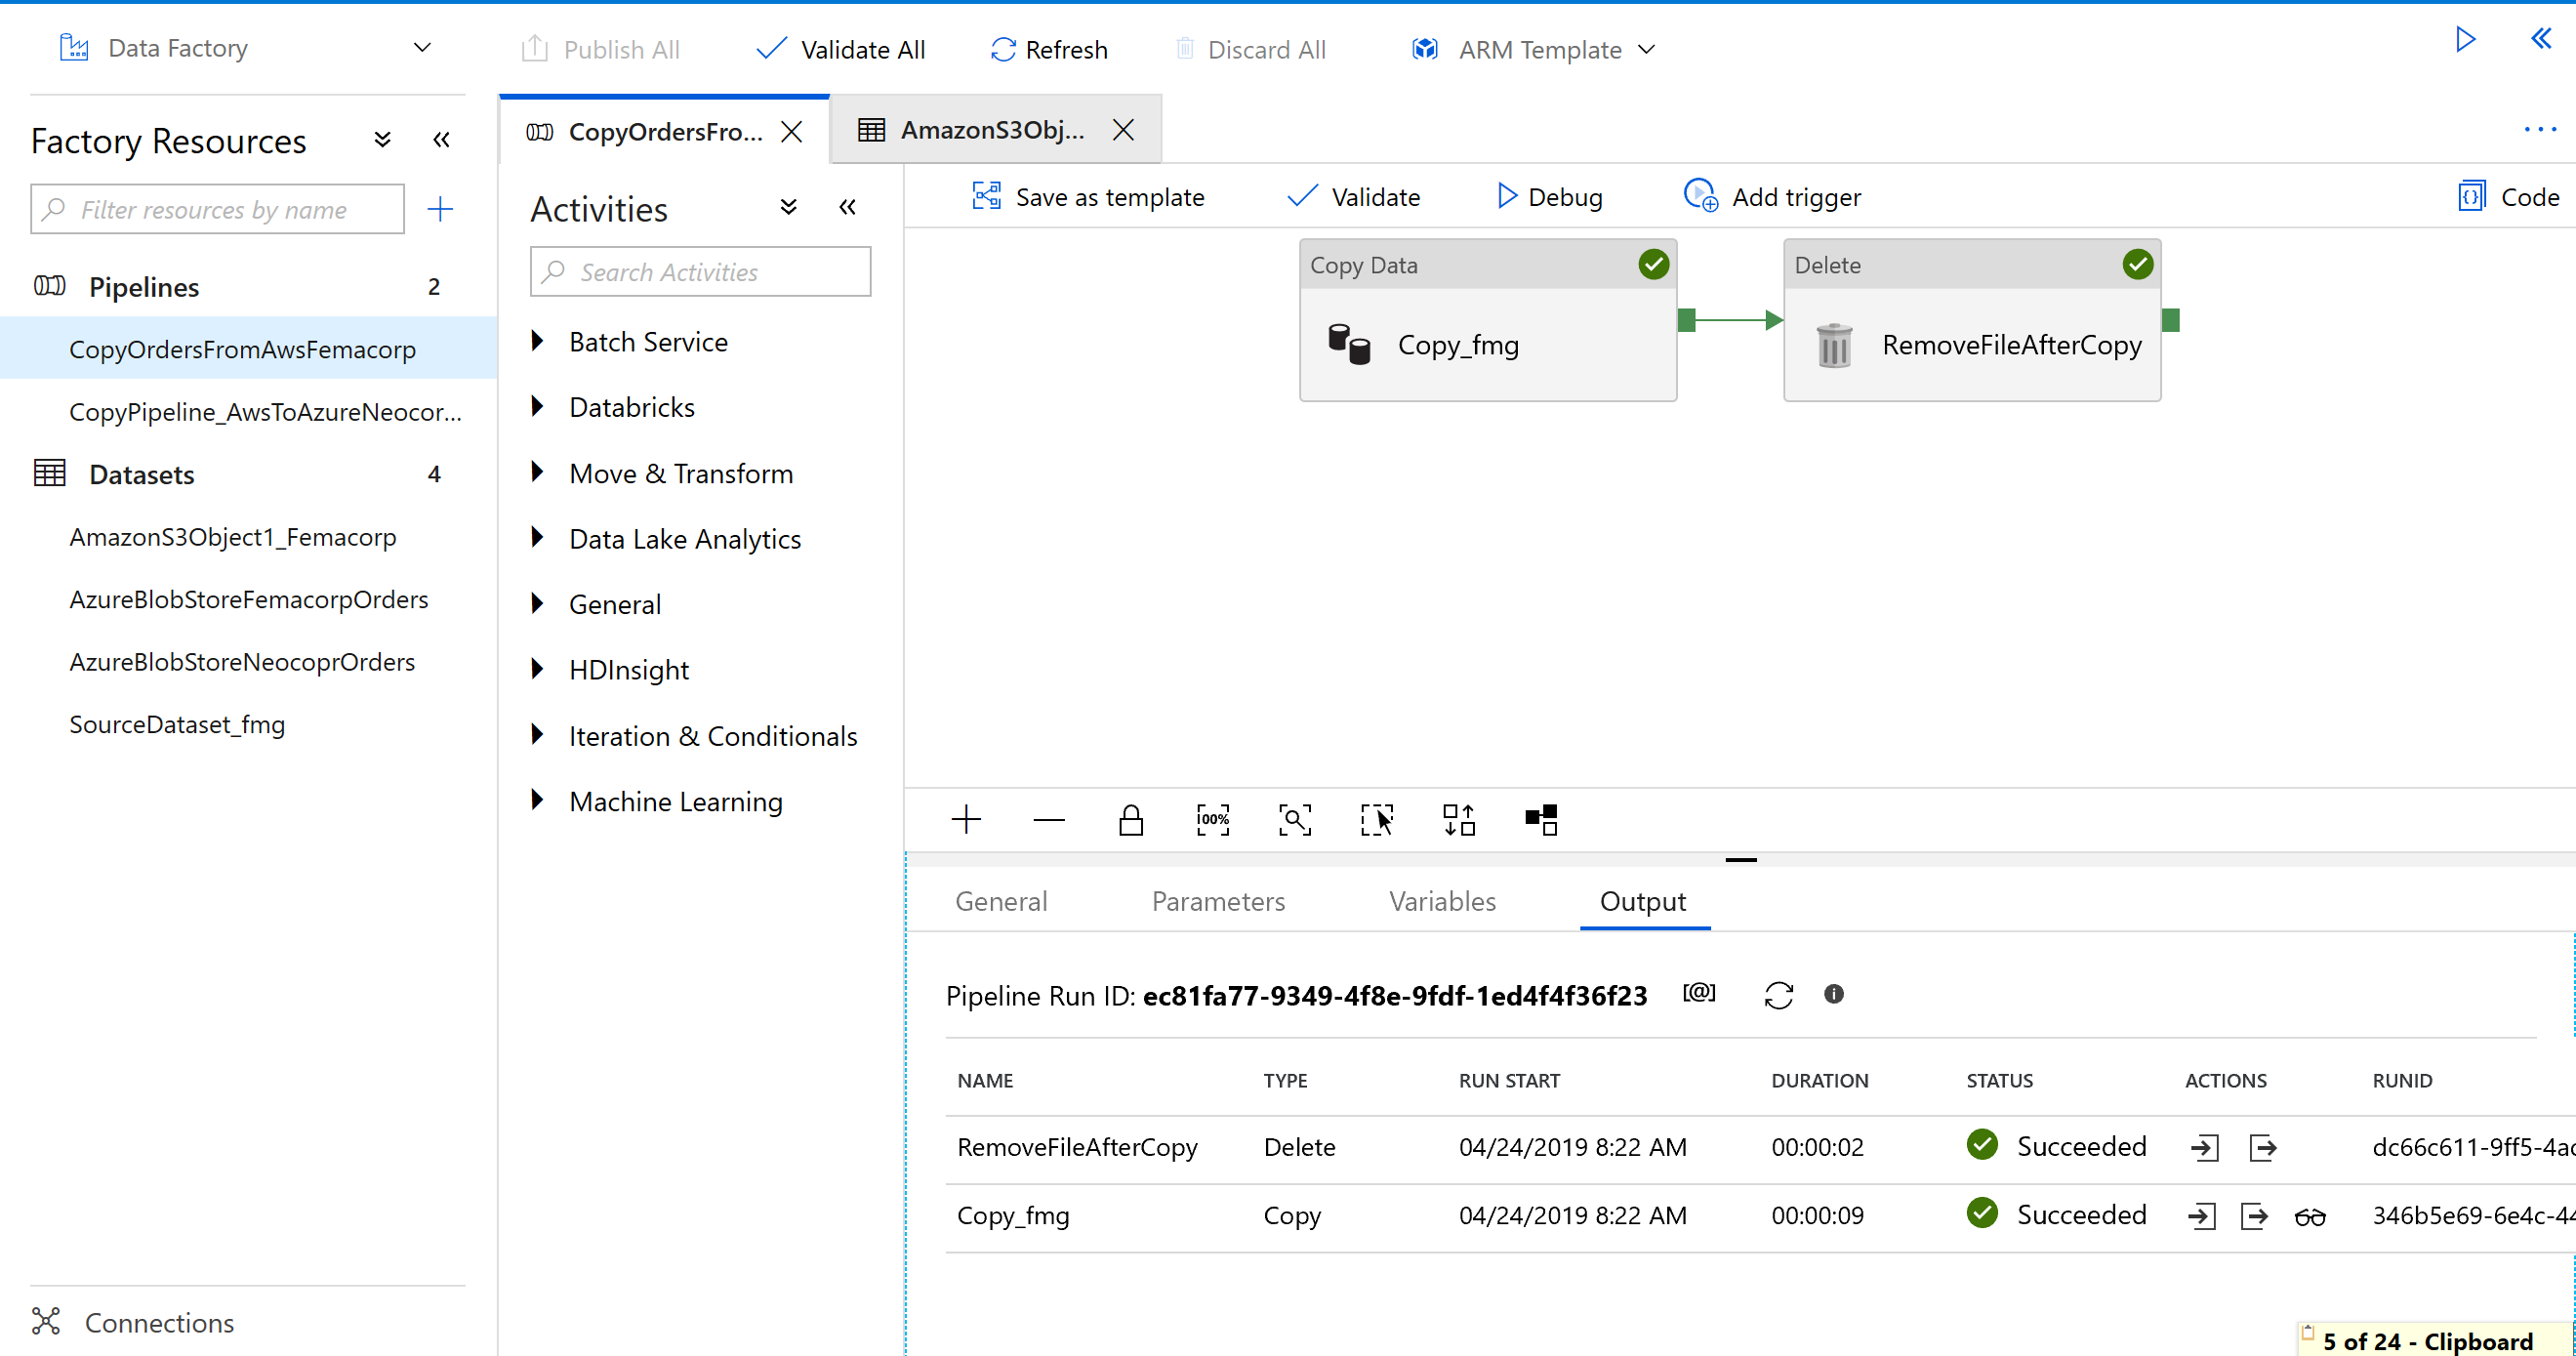 Data Factory
Publish All
Validate All
Refresh
Discard All
ARM Template
Factory Resources
Filter resources by name
Pipelines 2
CopyOrdersFromAwsFemacorp
CopyPipeline_AwsToAzureNeocor...
Datasets 4
AmazonS3Object1_Femacorp
AzureBlobStoreFemacorpOrders
AzureBlobStoreNeocoprOrders
SourceDataset_fmg
Connections
CopyOrdersFro...
AmazonS3Obj...
Activities
Search Activities
Batch Service
Databricks
Move & Transform
Data Lake Analytics
General
HDInsight
Iteration & Conditionals
Machine Learning
Save as template
Validate
Debug
Add trigger
Code
Copy Data
Copy_fmg
Delete
RemoveFileAfterCopy
100%
General
Parameters
Variables
Output
Pipeline Run ID: ec81fa77-9349-4f8e-9fdf-1ed4f4f36f23 [@]
NAME TYPE RUN START DURATION STATUS ACTIONS RUNID
RemoveFileAfterCopy Delete 04/24/2019 8:22 AM 00:00:02 Succeeded dc66c611-9ff5-4ac
Copy_fmg Copy 04/24/2019 8:22 AM 00:00:09 Succeeded 346b5e69-6e4c-44
5 of 24 - Clipboard